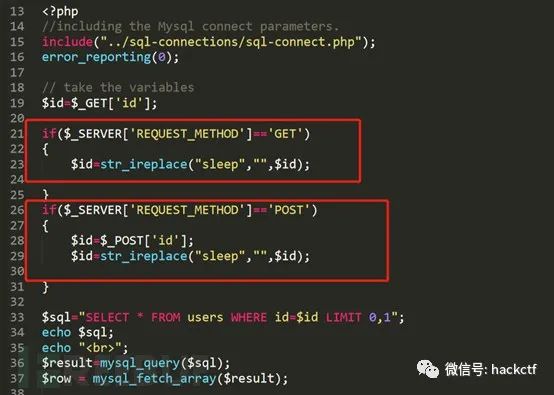 13 <?php
14 //including the Mysql connect parameters.
15 include("../sql-connections/sql-connect.php");
16 error_reporting(0);
17
18 // take the variables
19 $id=$_GET['id'];
20
21 if($_SERVER['REQUEST_METHOD']=='GET')
22 {
23 $id=str_ireplace("sleep","",$id);
24
25 }
26 if($_SERVER['REQUEST_METHOD']=='POST')
27 {
28 $id=$_POST['id'];
29 $id=str_ireplace("sleep","",$id);
30
31 }
32
33 $sql="SELECT * FROM users WHERE id=$id LIMIT 0,1";
34 echo $sql;
35 echo "<br>";
36 $result=mysql_query($sql);
37 $row = mysql_fetch_array($result);
微信号: hackctf